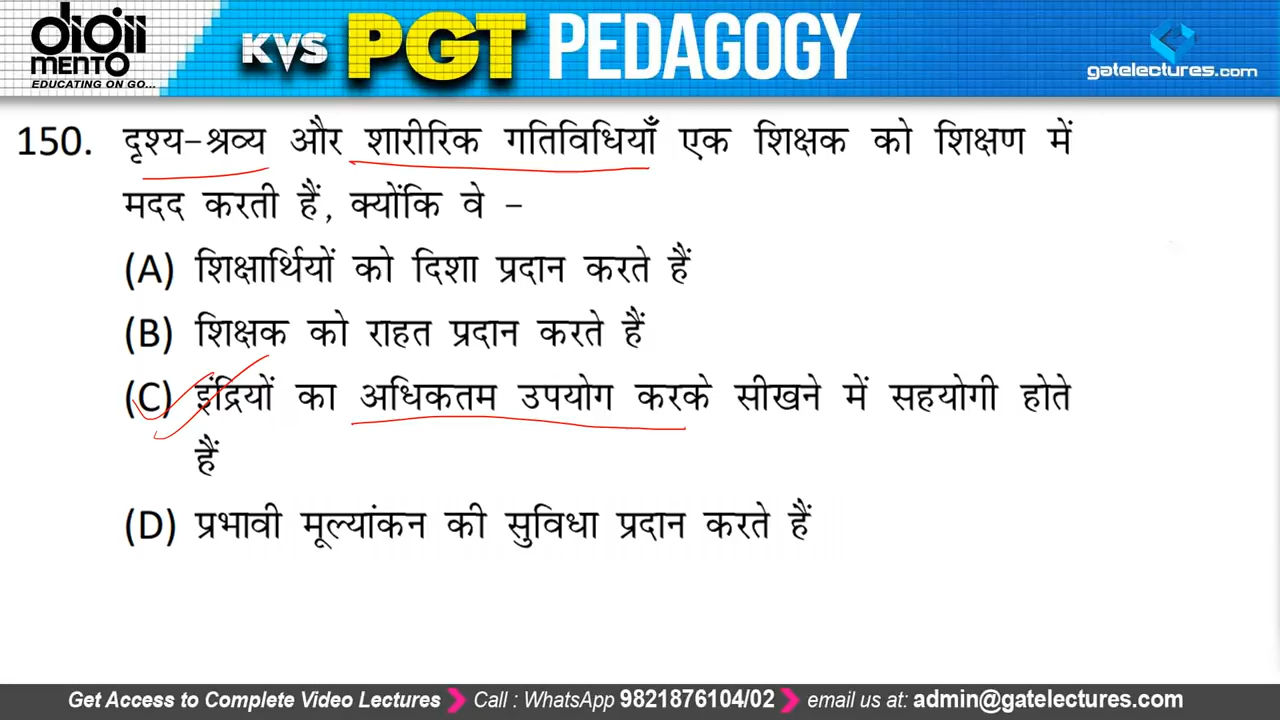 digii
MENTO
EDUCATING ON GO...
KVS PGT PEDAGOGY
gatelectures.com
150. दृश्य-श्रव्य और शारीरिक गतिविधियाँ एक शिक्षक को शिक्षण में
मदद करती हैं, क्योंकि वे -
(A) शिक्षार्थियों को दिशा प्रदान करते हैं
(B) शिक्षक को राहत प्रदान करते हैं
(C) इंद्रियों का अधिकतम उपयोग करके सीखने में सहयोगी होते
हैं
(D) प्रभावी मूल्यांकन की सुविधा प्रदान करते हैं
Get Access to Complete Video Lectures Call : WhatsApp 9821876104/02 email us at: admin@gatelectures.com